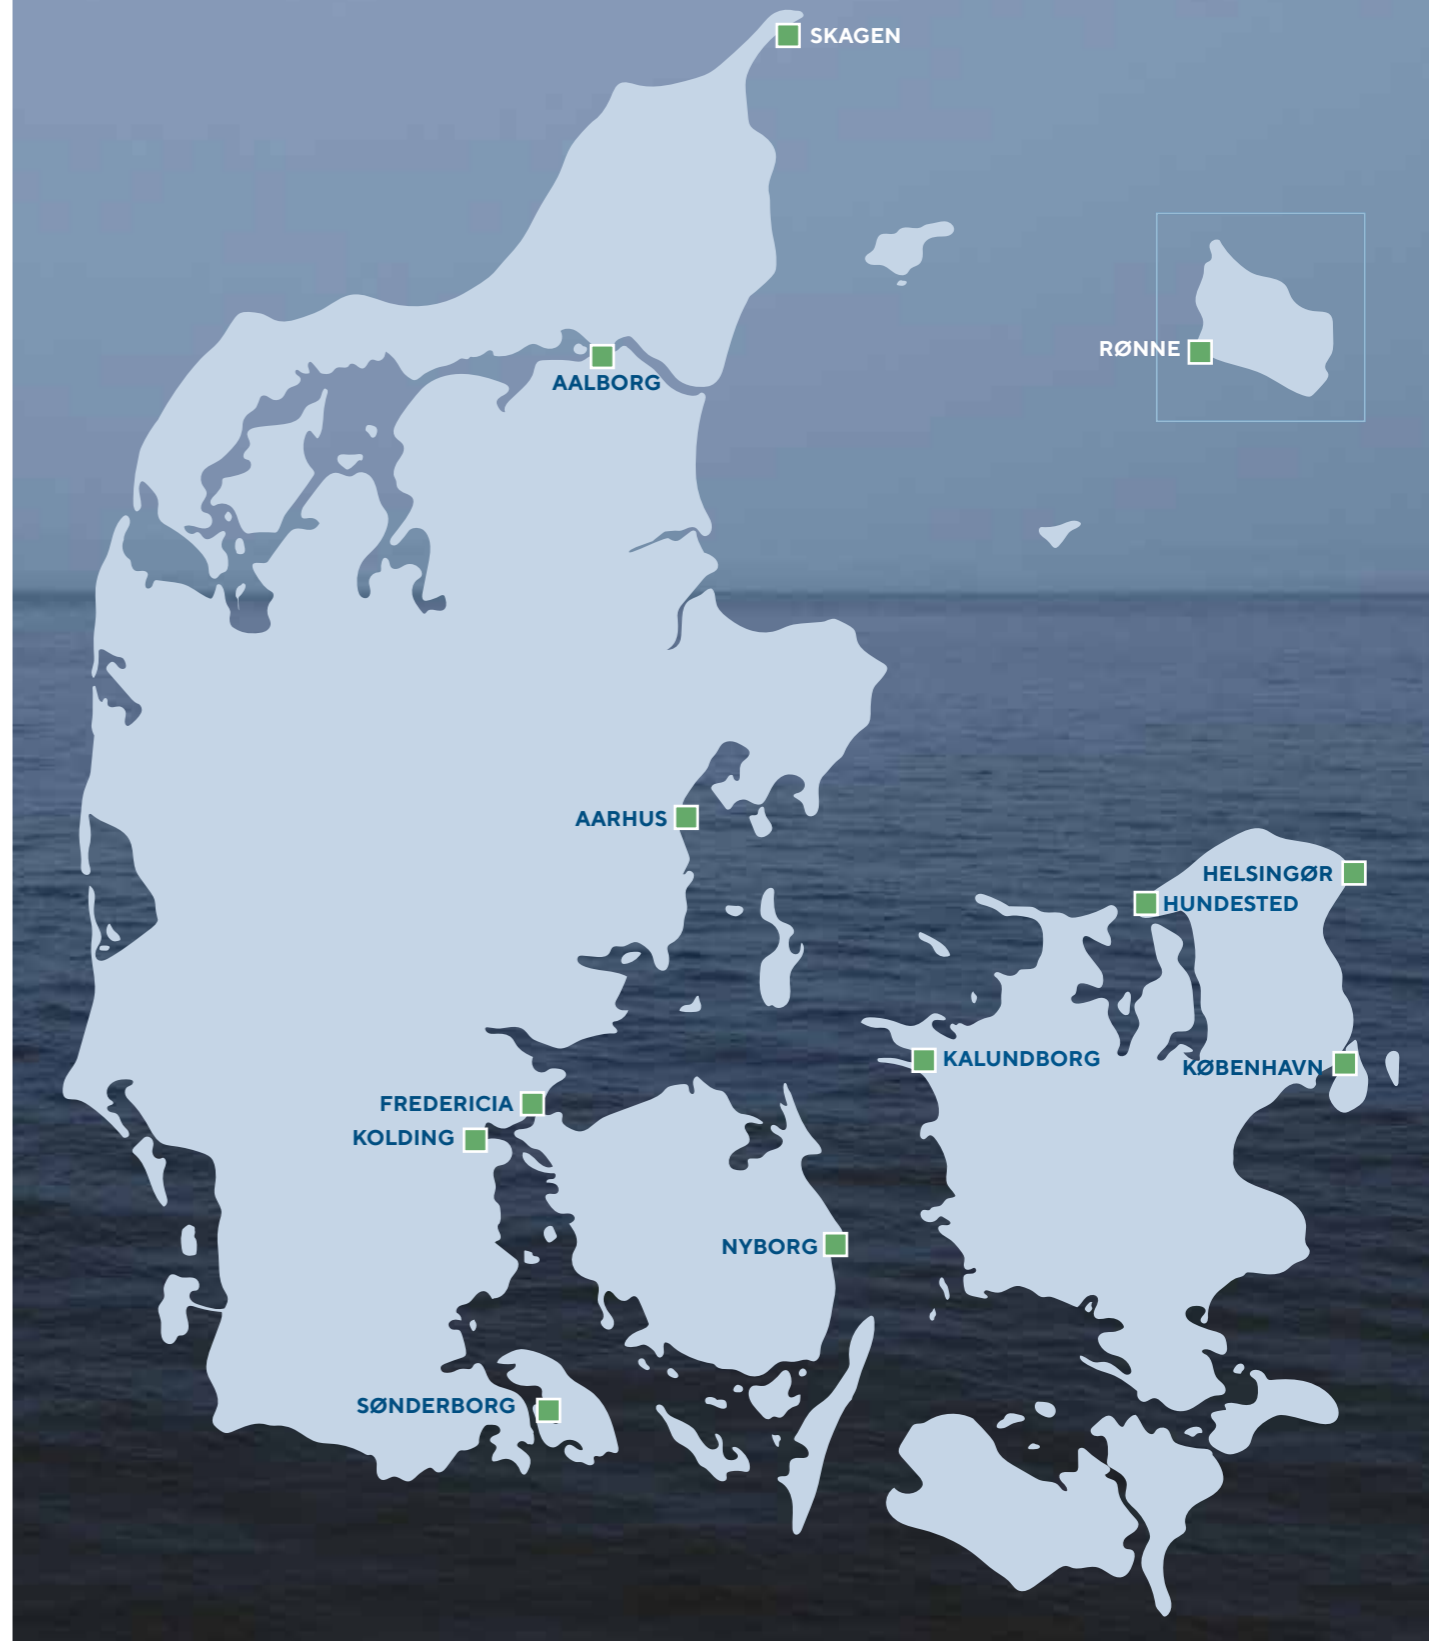 SKAGEN
RØNNE
AALBORG
AARHUS
HELSINGØR
HUNDESTED
KALUNDBORG
KØBENHAVN
FREDERICIA
KOLDING
NYBORG
SØNDERBORG